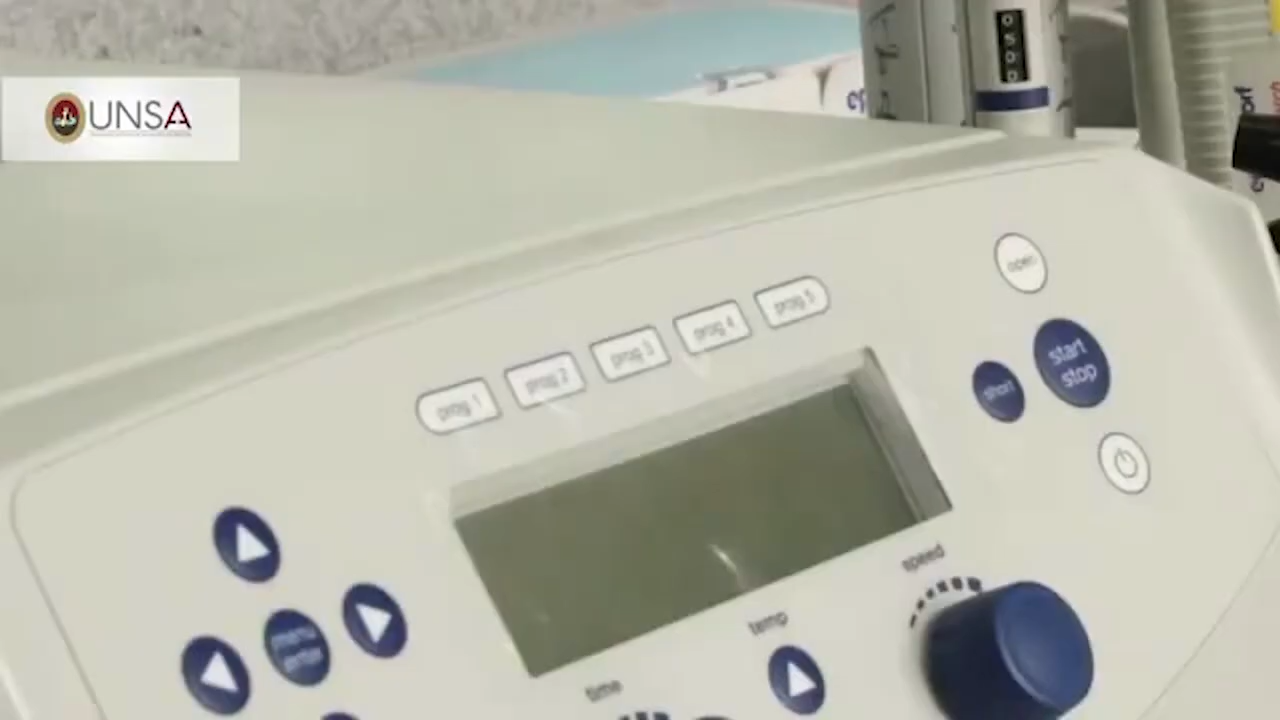 UNSA
0500
open
prog 1
prog 2
prog 3
prog 4
prog 5
start
stop
short
menu
enter
speed
temp
time